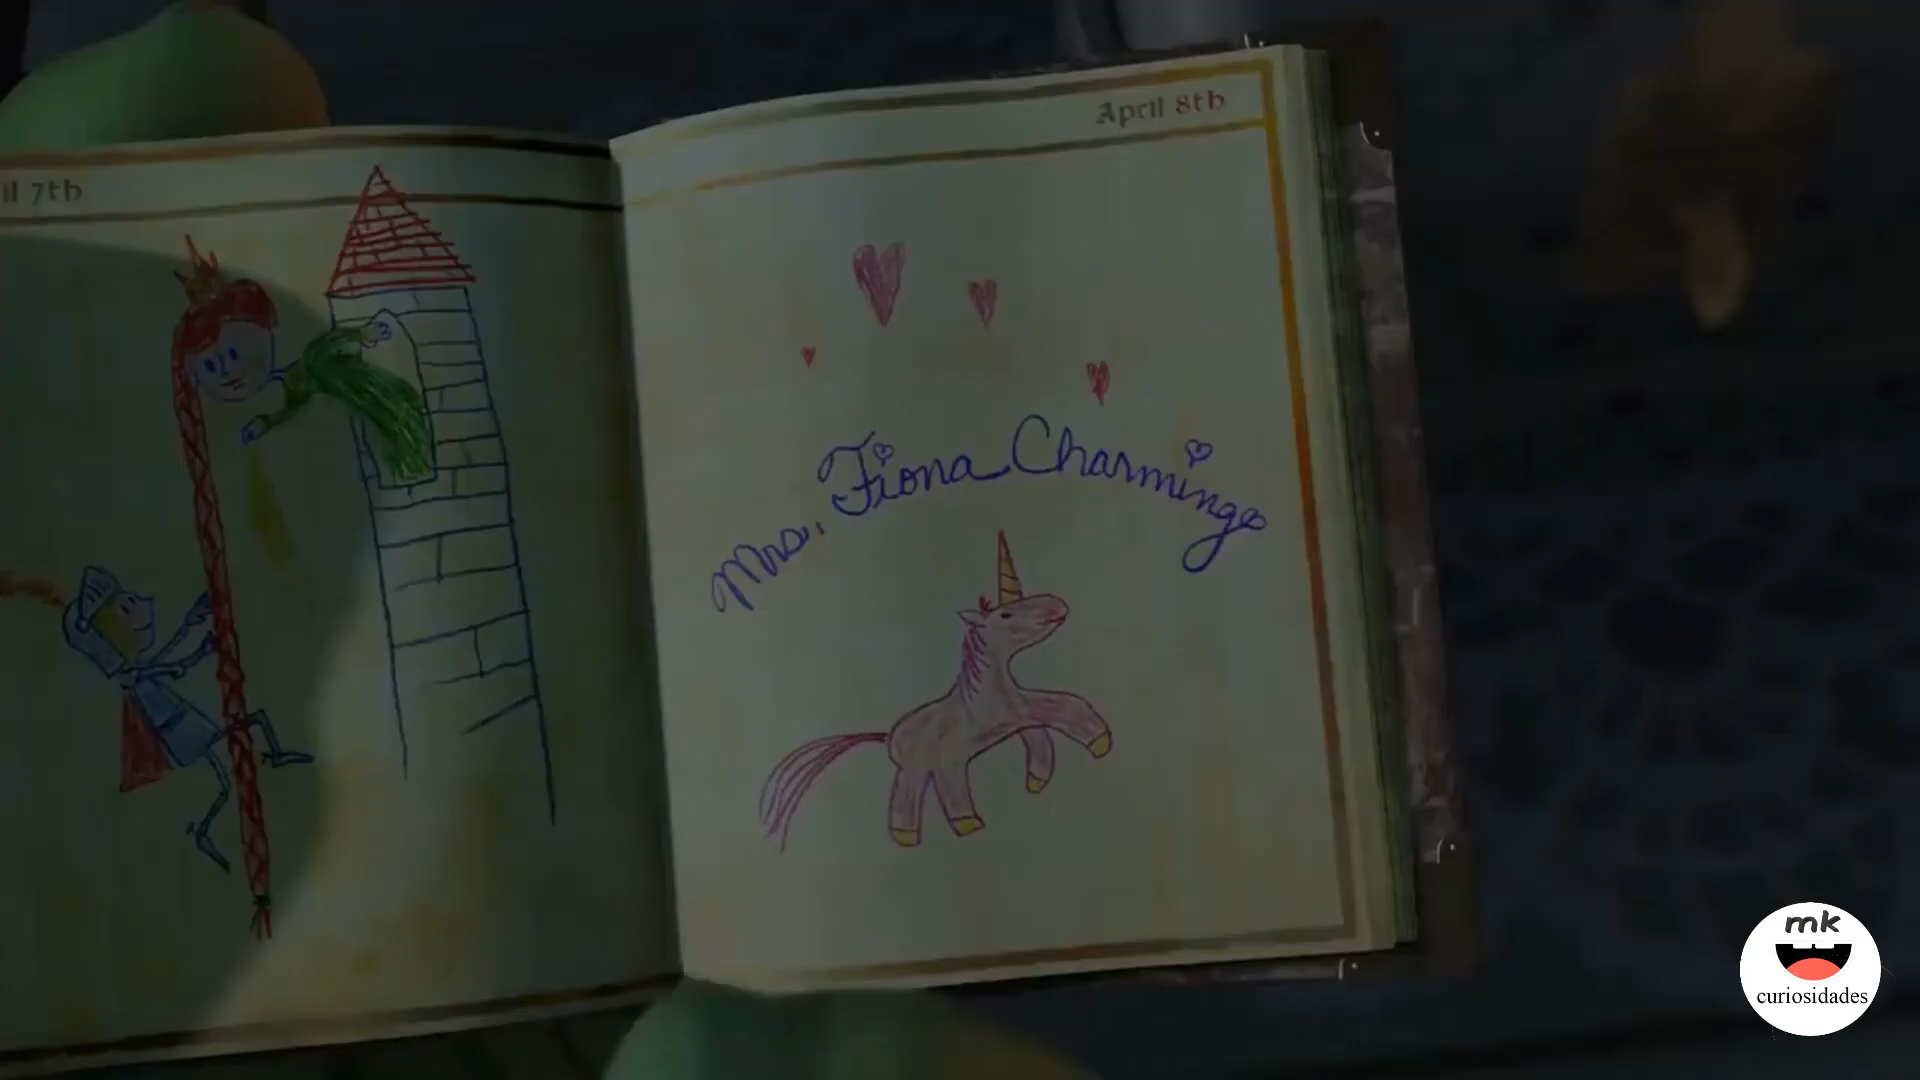 il 7th
April 8th
Mrs. Fiona Charming
mk
curiosidades